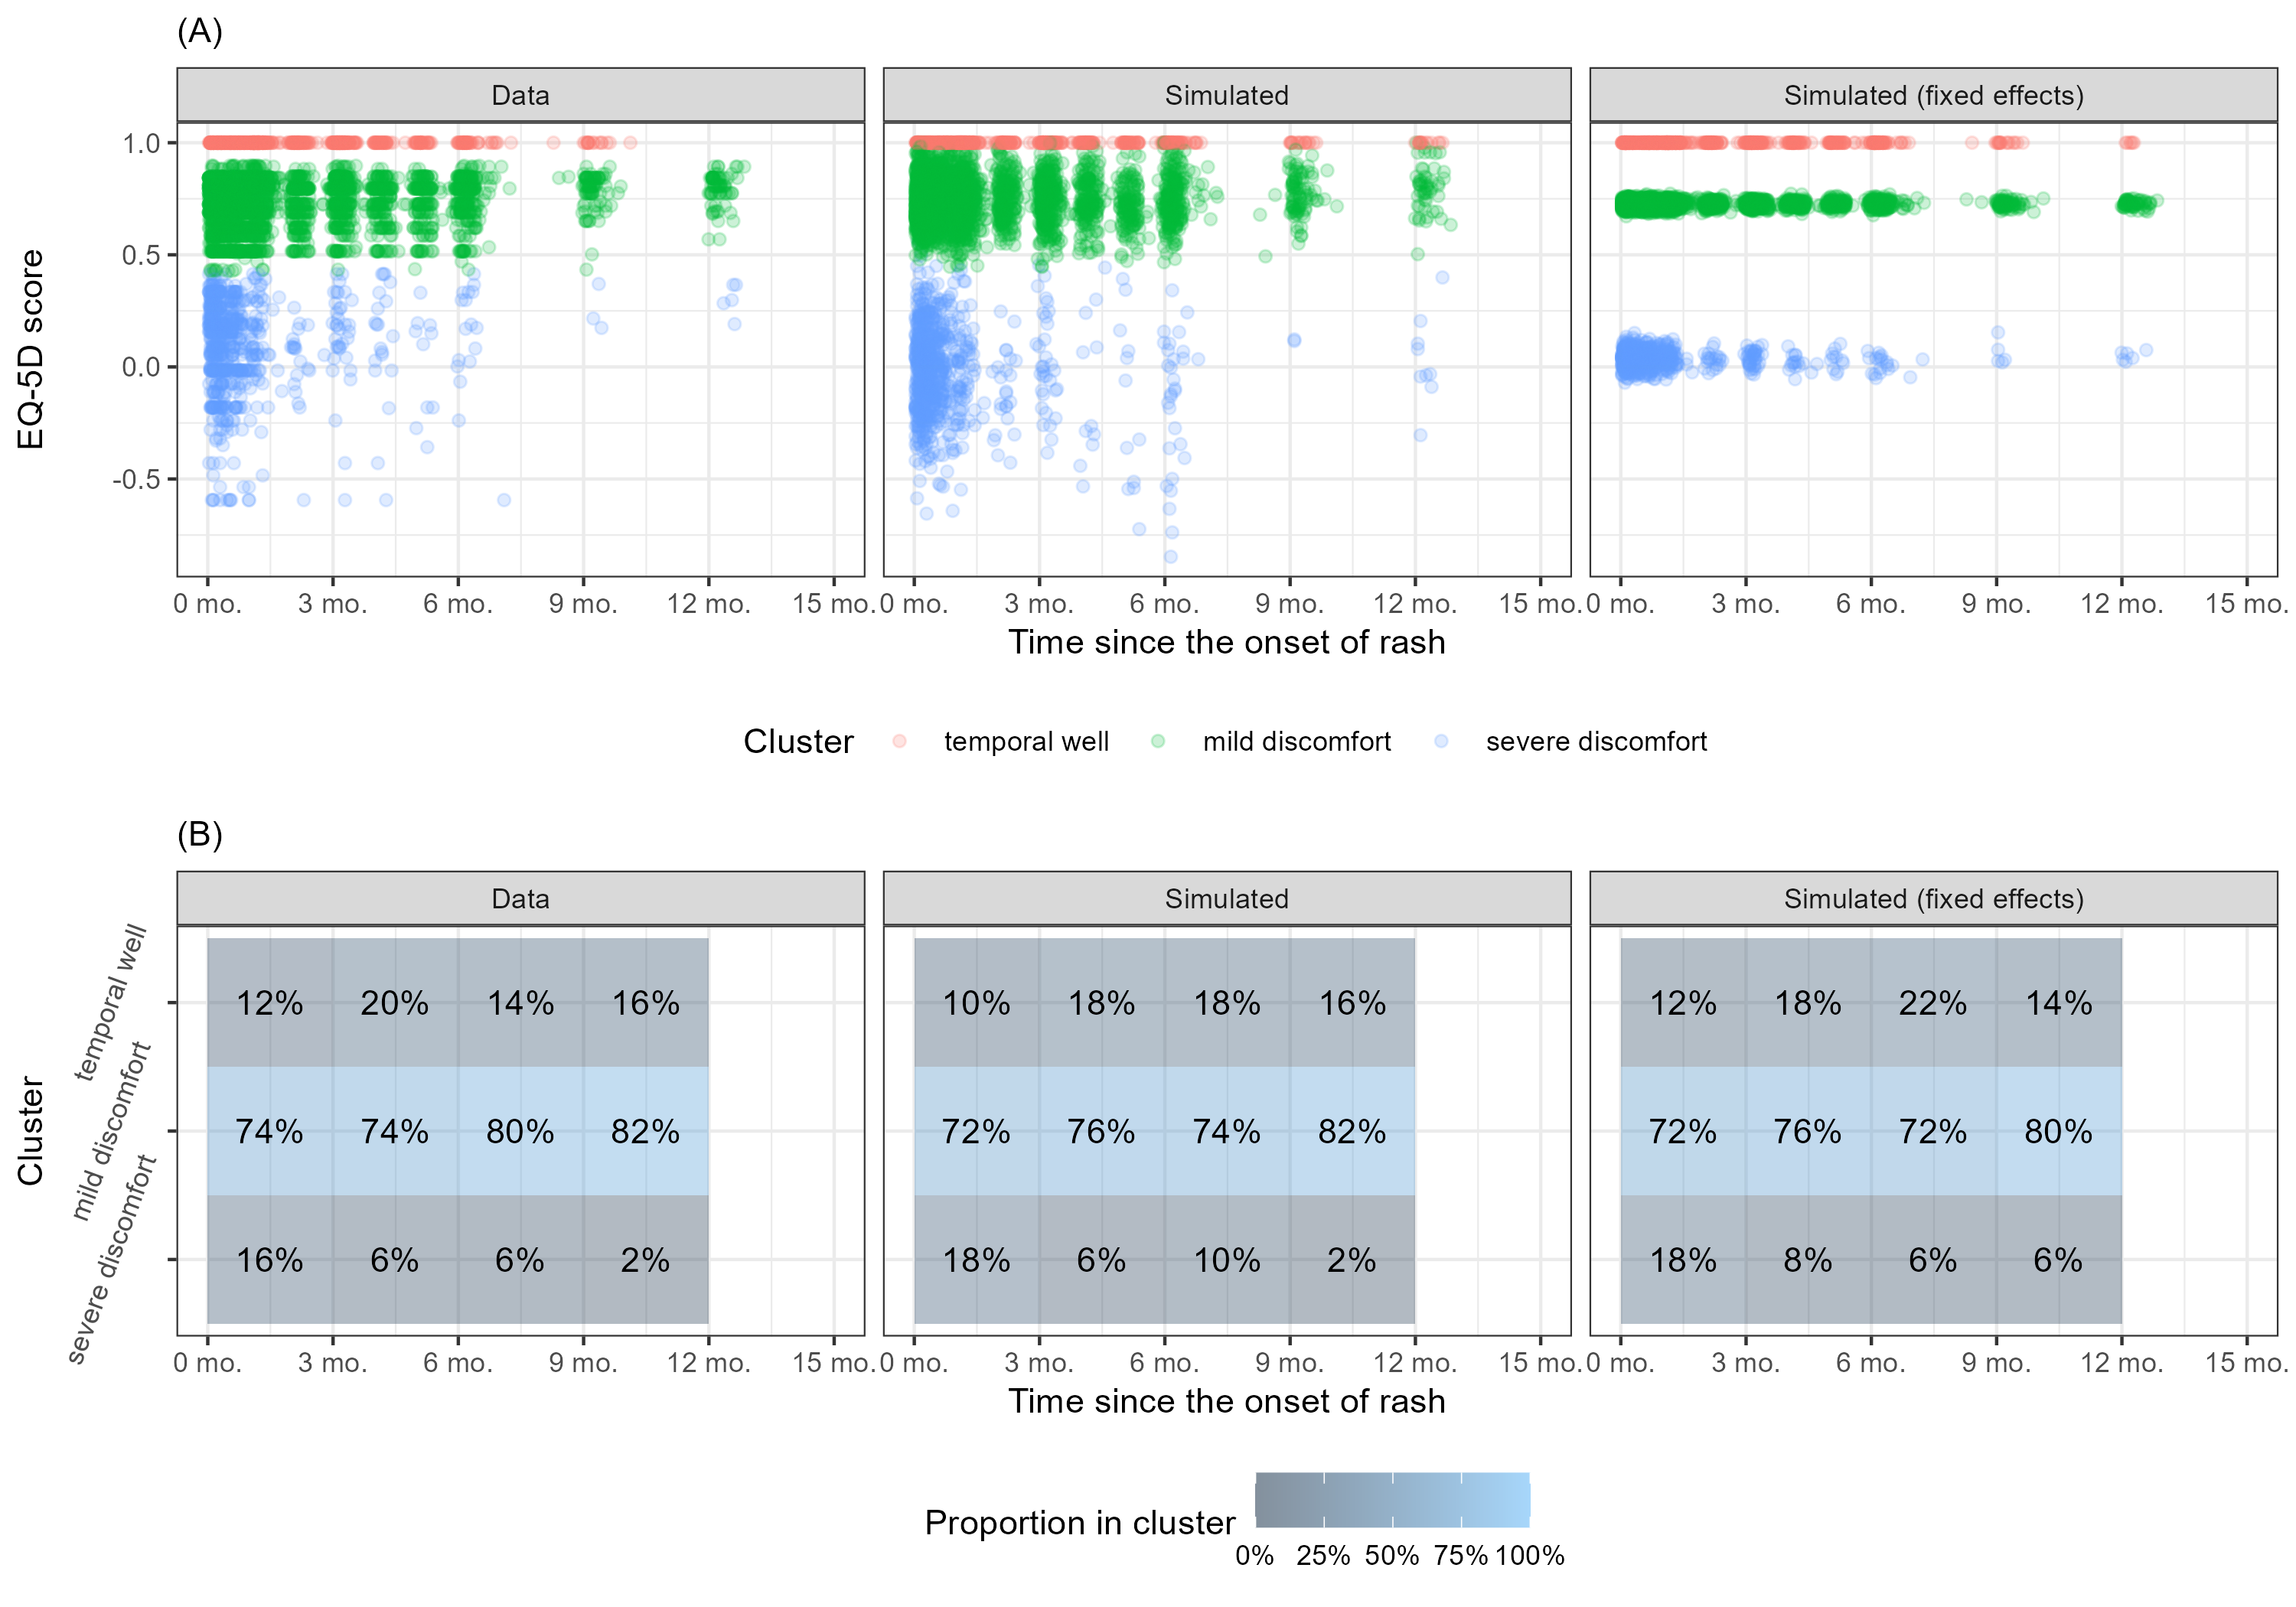 (A)
Data Simulated Simulated (fixed effects)
EQ-5D score
1.0
0.5
0.0
-0.5
0 mo. 3 mo. 6 mo. 9 mo. 12 mo. 15 mo. 0 mo. 3 mo. 6 mo. 9 mo. 12 mo. 15 mo. 0 mo. 3 mo. 6 mo. 9 mo. 12 mo. 15 mo.
Time since the onset of rash
Cluster temporal well mild discomfort severe discomfort
(B)
Data Simulated Simulated (fixed effects)
Cluster
temporal well 12% 20% 14% 16% 10% 18% 18% 16% 12% 18% 22% 14%
mild discomfort 74% 74% 80% 82% 72% 76% 74% 82% 72% 76% 72% 80%
severe discomfort 16% 6% 6% 2% 18% 6% 10% 2% 18% 8% 6% 6%
0 mo. 3 mo. 6 mo. 9 mo. 12 mo. 15 mo. 0 mo. 3 mo. 6 mo. 9 mo. 12 mo. 15 mo. 0 mo. 3 mo. 6 mo. 9 mo. 12 mo. 15 mo.
Time since the onset of rash
Proportion in cluster
0% 25% 50% 75% 100%